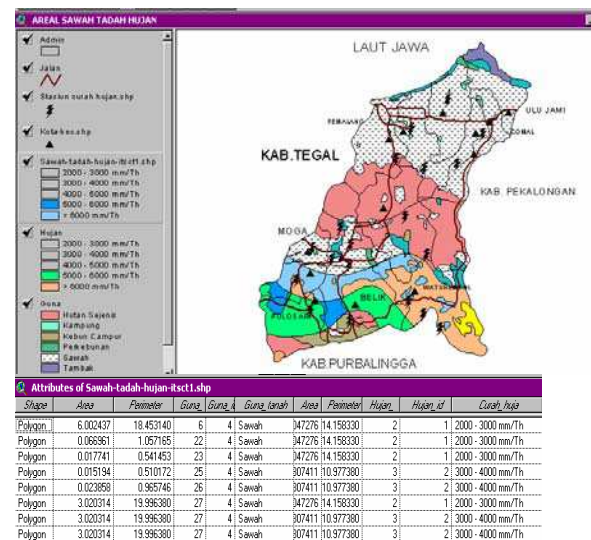 AREAL SAWAH TADAH HUJAN
Admin
Jalan
Stasiun curah hujan.shp
Kota-kec.shp
Sawah-tadah-hujan-itsct1.shp
2000 - 3000 mm/Th
3000 - 4000 mm/Th
4000 - 5000 mm/Th
5000 - 6000 mm/Th
> 6000 mm/Th
Hujan
2000 - 3000 mm/Th
3000 - 4000 mm/Th
4000 - 5000 mm/Th
5000 - 6000 mm/Th
> 6000 mm/Th
Guna
Hutan Sejenis
Kampung
Kebun Campur
Perkebunan
Sawah
Tambak
LAUT JAWA
ULU JAMI
PEMALANG
COMAL
KAB.TEGAL
KAB. PEKALONGAN
MOGA
BELIK
KAB.PURBALINGGA
Attributes of Sawah-tadah-hujan-itsct1.shp
Shape Area Perimeter Guna_ Guna_i Guna_tanah Area Perimeter Hujan_ Hujan_id Curah_huja
Polygon 6.002437 18.453140 6 4 Sawah 047276 14.158330 2 1 2000 - 3000 mm/Th
Polygon 0.066961 1.057165 22 4 Sawah 047276 14.158330 2 1 2000 - 3000 mm/Th
Polygon 0.017741 0.541453 23 4 Sawah 047276 14.158330 2 1 2000 - 3000 mm/Th
Polygon 0.015194 0.510172 25 4 Sawah 807411 10.977380 3 2 3000 - 4000 mm/Th
Polygon 0.023858 0.965746 26 4 Sawah 807411 10.977380 3 2 3000 - 4000 mm/Th
Polygon 3.020314 19.996380 27 4 Sawah 047276 14.158330 2 1 2000 - 3000 mm/Th
Polygon 3.020314 19.996380 27 4 Sawah 807411 10.977380 3 2 3000 - 4000 mm/Th
Polygon 3.020314 19.996380 27 4 Sawah 807411 10.977380 3 2 3000 - 4000 mm/Th